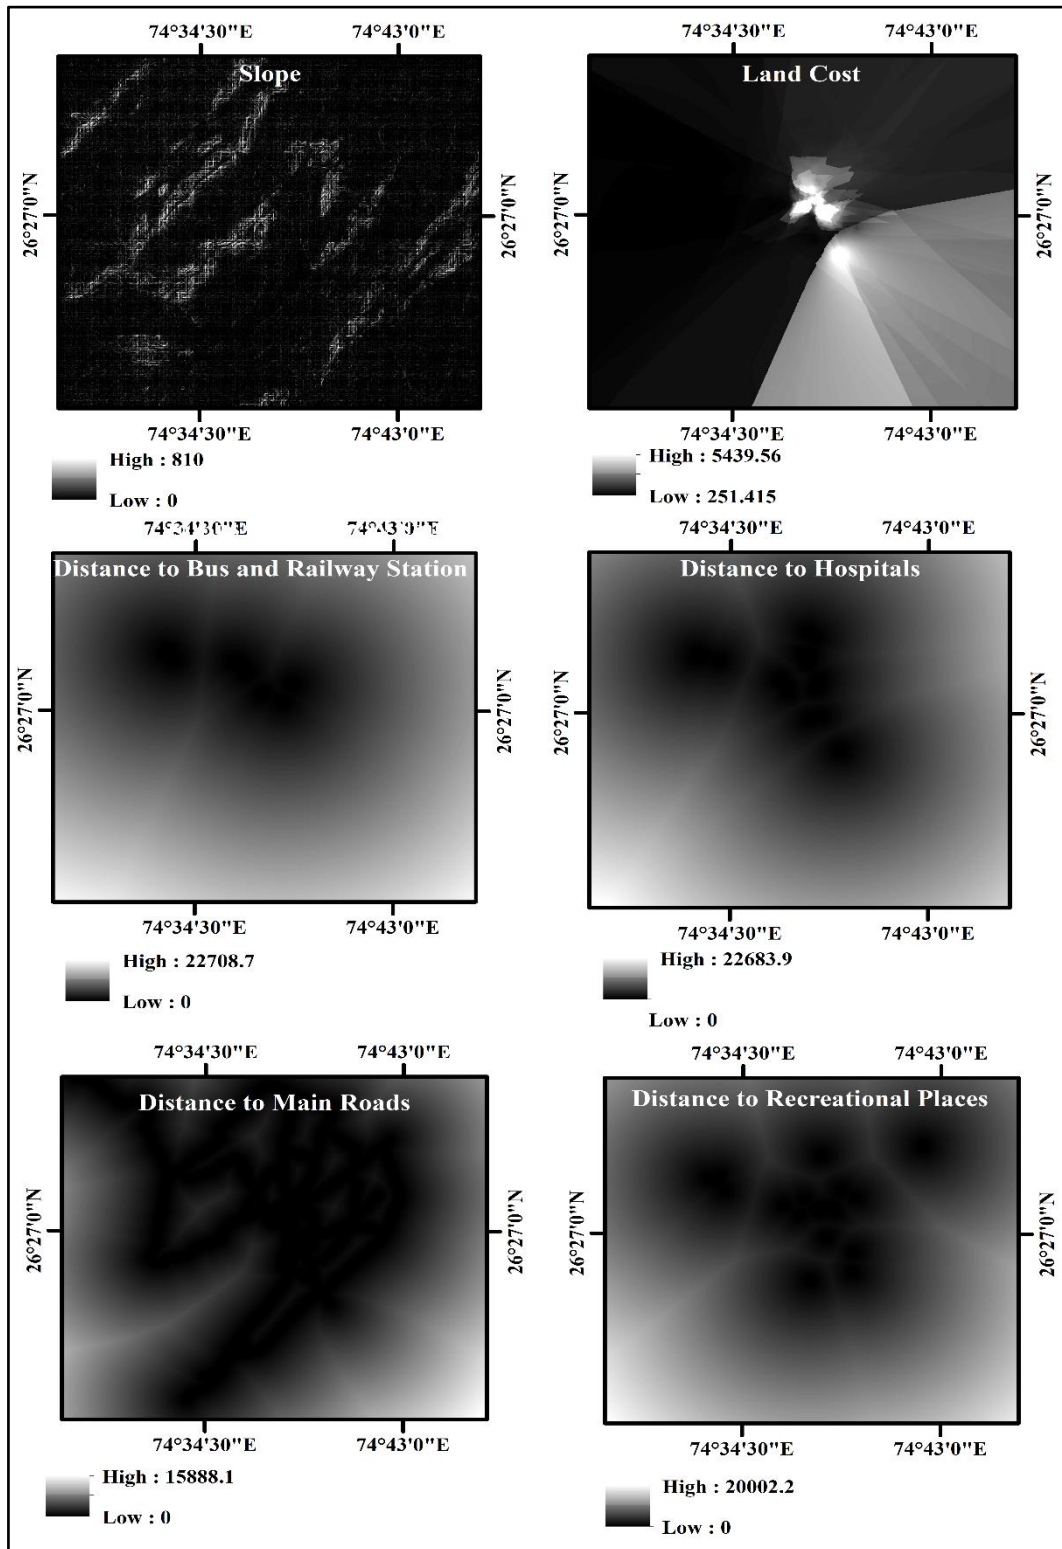 74°34'30"E 74°43'0"E
Slope
26°27'0"N
26°27'0"N
74°34'30"E 74°43'0"E
High : 810
Low : 0
74°34'30"E 74°43'0"E
Land Cost
26°27'0"N
26°27'0"N
74°34'30"E 74°43'0"E
High : 5439.56
Low : 251.415
74°34'30"E 74°43'0"E
Distance to Bus and Railway Station
26°27'0"N
26°27'0"N
74°34'30"E 74°43'0"E
High : 22708.7
Low : 0
74°34'30"E 74°43'0"E
Distance to Hospitals
26°27'0"N
26°27'0"N
74°34'30"E 74°43'0"E
High : 22683.9
Low : 0
74°34'30"E 74°43'0"E
Distance to Main Roads
26°27'0"N
26°27'0"N
74°34'30"E 74°43'0"E
High : 15888.1
Low : 0
74°34'30"E 74°43'0"E
Distance to Recreational Places
26°27'0"N
26°27'0"N
74°34'30"E 74°43'0"E
High : 20002.2
Low : 0